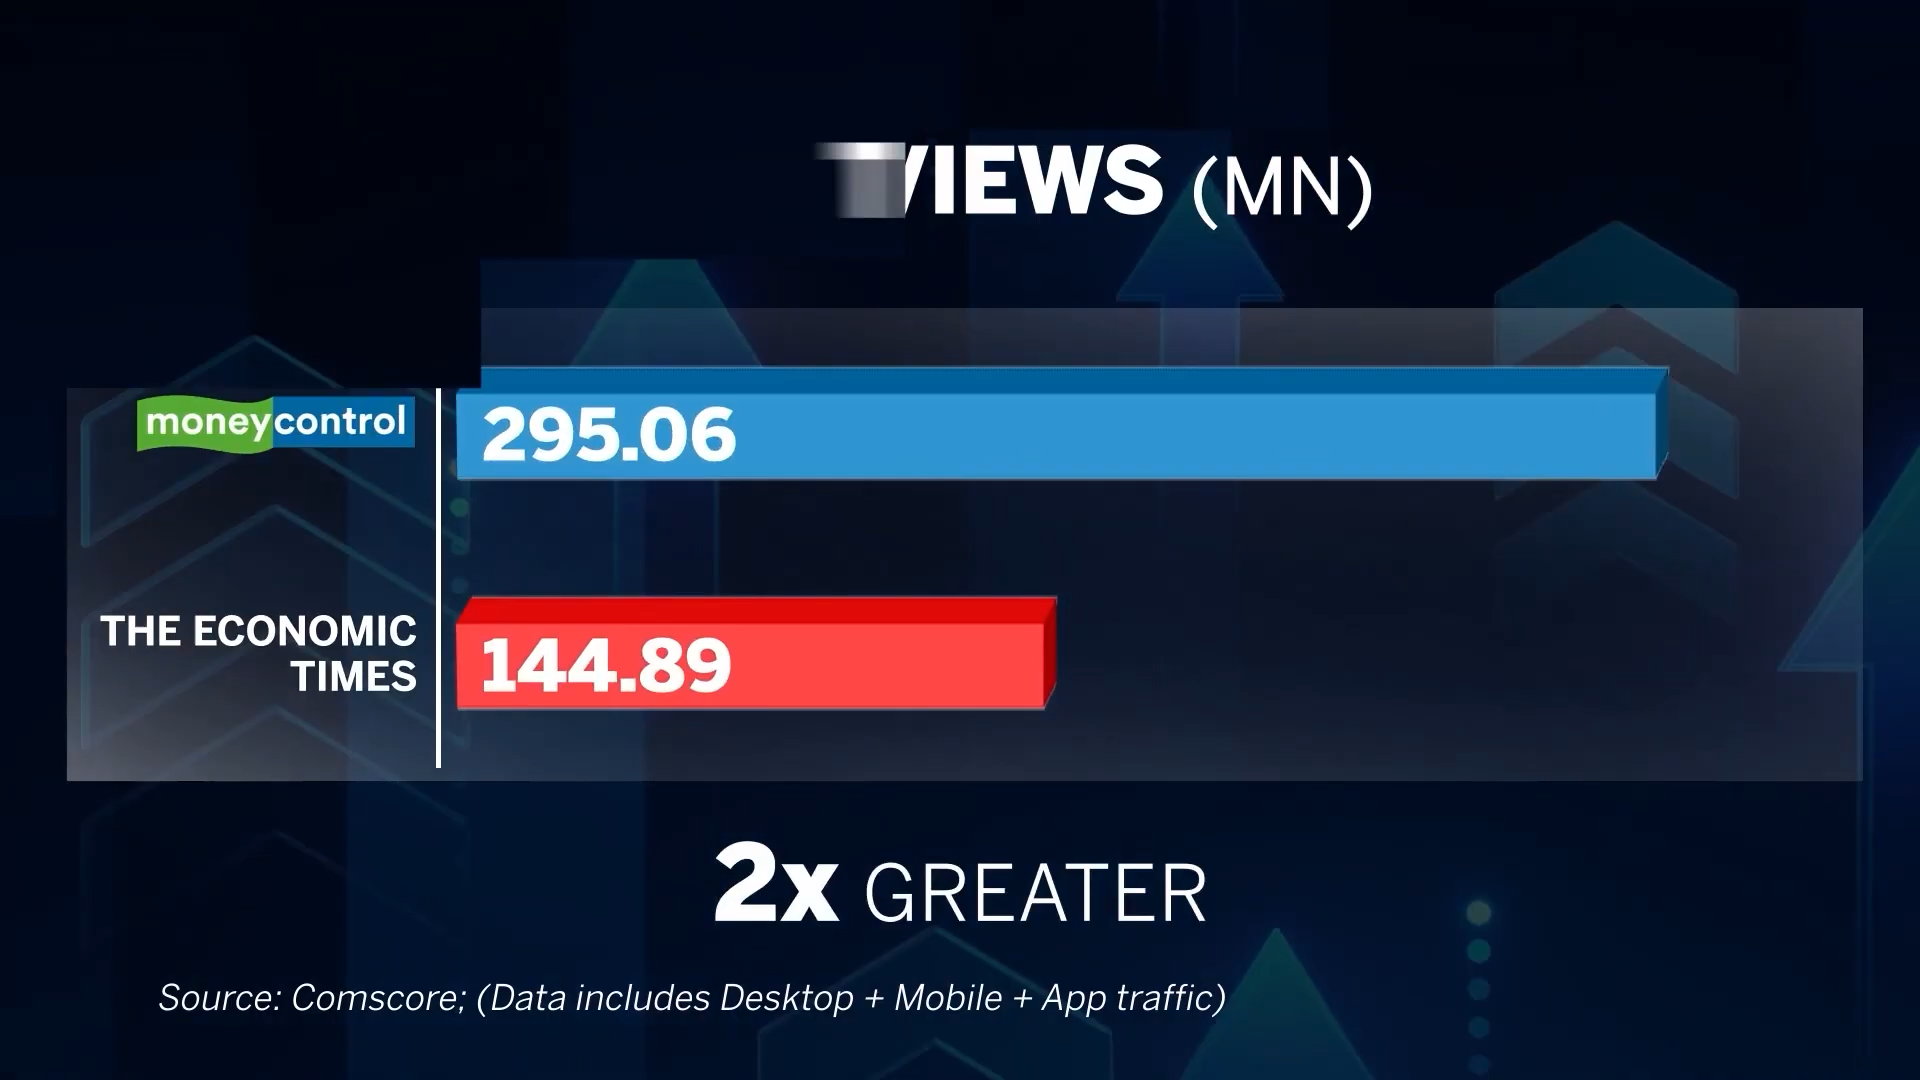 VIEWS (MN)
moneycontrol
295.06
THE ECONOMIC
TIMES
144.89
2x GREATER
Source: Comscore; (Data includes Desktop + Mobile + App traffic)